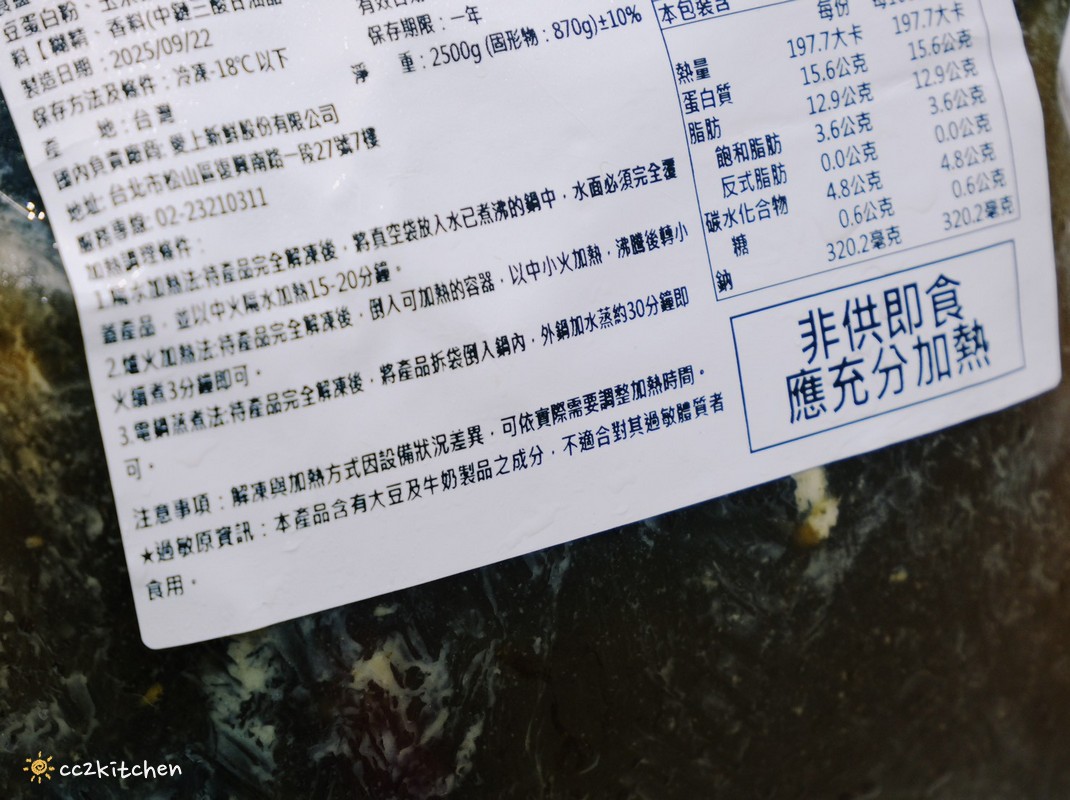 豆蛋白粉、玉米
料【糊精、香料(中鏈三酸甘油脂
製造日期：2025/09/22
保存方法及條件：冷凍-18℃以下
產 地：台灣
國內負責廠商: 愛上新鮮股份有限公司
地址: 台北市松山區復興南路一段27號7樓
服務專線: 02-23210311
有效日期
保存期限：一年
淨 重：2500g (固形物：870g)±10%
加熱調理條件：
1.隔水加熱法:待產品完全解凍後，將真空袋放入水已煮沸的鍋中，水面必須完全覆
蓋產品，並以中火隔水加熱15-20分鐘。
2.爐火加熱法:待產品完全解凍後，倒入可加熱的容器，以中小火加熱，沸騰後轉小
火續煮3分鐘即可。
3.電鍋蒸煮法:待產品完全解凍後，將產品拆袋倒入鍋內，外鍋加水蒸約30分鐘即
可。
注意事項：解凍與加熱方式因設備狀況差異，可依實際需要調整加熱時間。
★過敏原資訊：本產品含有大豆及牛奶製品之成分，不適合對其過敏體質者
食用。
本包裝含
每份 每100
熱量 197.7大卡 197.7大卡
蛋白質 15.6公克 15.6公克
脂肪 12.9公克 12.9公克
飽和脂肪 3.6公克 3.6公克
反式脂肪 0.0公克 0.0公克
碳水化合物 4.8公克 4.8公克
糖 0.6公克 0.6公克
鈉 320.2毫克 320.2毫克
非供即食
應充分加熱
cc2kitchen